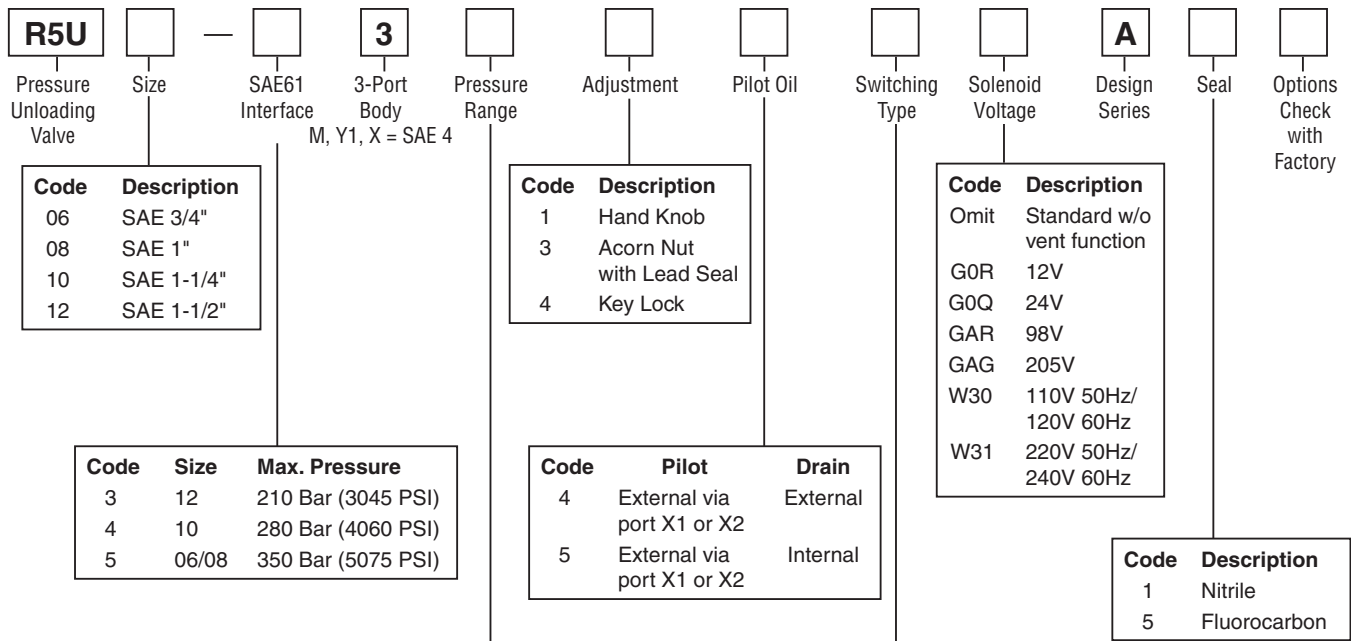 R5U — 3 A
Pressure Unloading Valve
Size
SAE61 Interface
3-Port Body
M, Y1, X = SAE 4
Pressure Range
Adjustment
Pilot Oil
Switching Type
Solenoid Voltage
Design Series
Seal
Options Check with Factory
Code Description
06 SAE 3/4"
08 SAE 1"
10 SAE 1-1/4"
12 SAE 1-1/2"
Code Description
1 Hand Knob
3 Acorn Nut
with Lead Seal
4 Key Lock
Code Description
Omit Standard w/o
vent function
G0R 12V
G0Q 24V
GAR 98V
GAG 205V
W30 110V 50Hz/
120V 60Hz
W31 220V 50Hz/
240V 60Hz
Code Size Max. Pressure
3 12 210 Bar (3045 PSI)
4 10 280 Bar (4060 PSI)
5 06/08 350 Bar (5075 PSI)
Code Pilot Drain
4 External via External
port X1 or X2
5 External via Internal
port X1 or X2
Code Description
1 Nitrile
5 Fluorocarbon